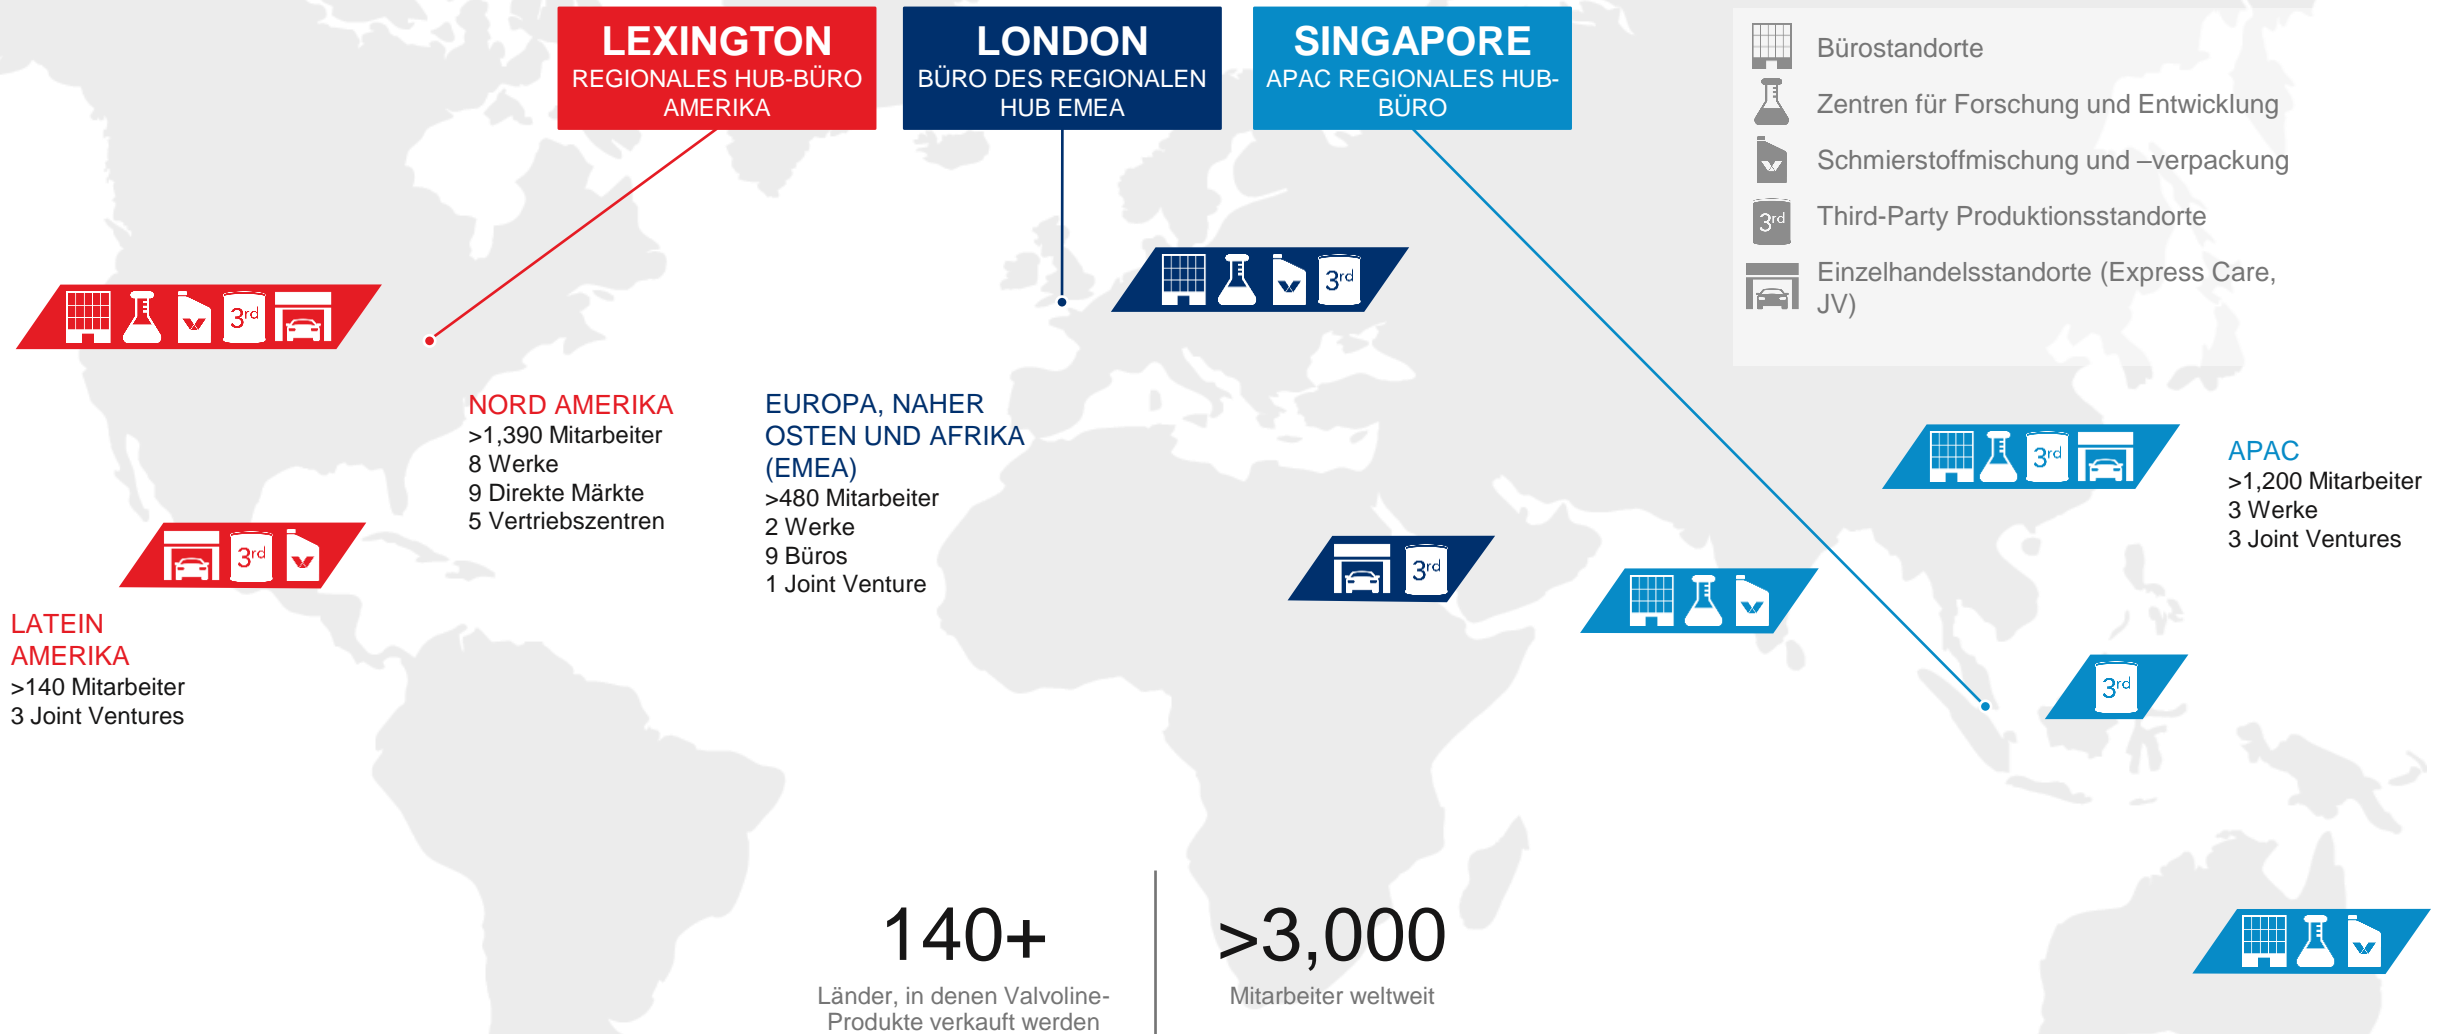 LEXINGTON
REGIONALES HUB-BÜRO
AMERIKA
LONDON
BÜRO DES REGIONALEN
HUB EMEA
SINGAPORE
APAC REGIONALES HUB-
BÜRO
Bürostandorte
Zentren für Forschung und Entwicklung
Schmierstoffmischung und –verpackung
3rd
Third-Party Produktionsstandorte
Einzelhandelsstandorte (Express Care,
JV)
3rd
3rd
NORD AMERIKA
>1,390 Mitarbeiter
8 Werke
9 Direkte Märkte
5 Vertriebszentren
EUROPA, NAHER
OSTEN UND AFRIKA
(EMEA)
>480 Mitarbeiter
2 Werke
9 Büros
1 Joint Venture
3rd
APAC
>1,200 Mitarbeiter
3 Werke
3 Joint Ventures
3rd
3rd
LATEIN
AMERIKA
>140 Mitarbeiter
3 Joint Ventures
3rd
140+
Länder, in denen Valvoline-
Produkte verkauft werden
>3,000
Mitarbeiter weltweit